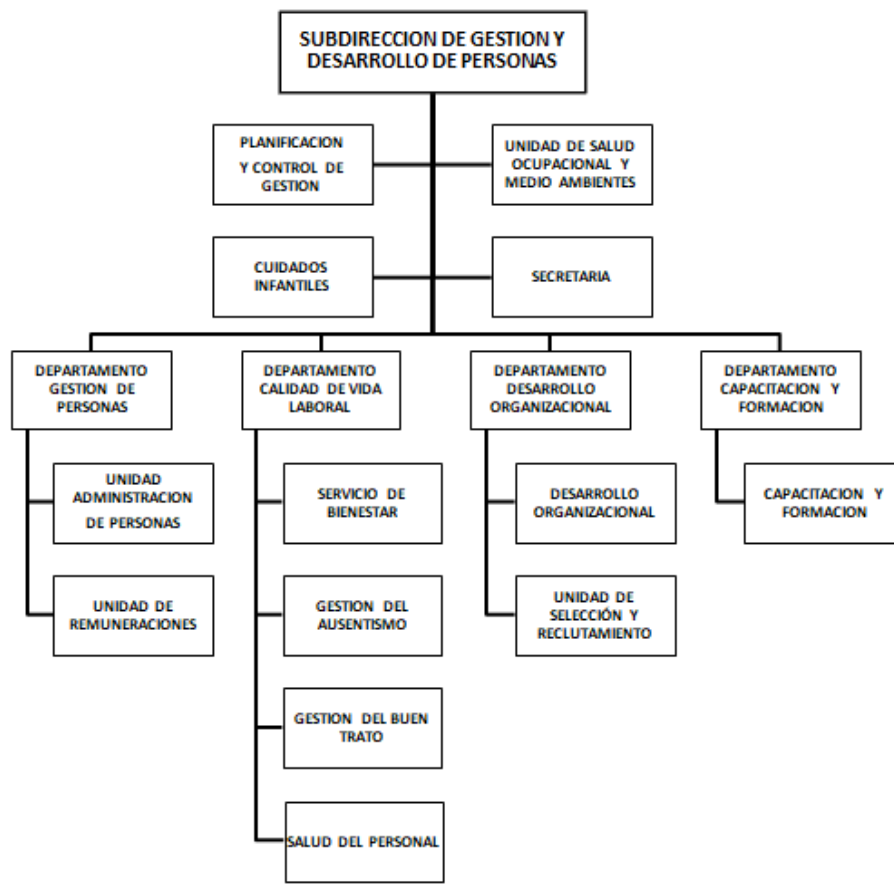 SUBDIRECCION DE GESTION Y
DESARROLLO DE PERSONAS
PLANIFICACION
Y CONTROL DE
GESTION
UNIDAD DE SALUD
OCUPACIONAL Y
MEDIO AMBIENTES
CUIDADOS
INFANTILES
SECRETARIA
DEPARTAMENTO
GESTION DE
PERSONAS
DEPARTAMENTO
CALIDAD DE VIDA
LABORAL
DEPARTAMENTO
DESARROLLO
ORGANIZACIONAL
DEPARTAMENTO
CAPACITACION Y
FORMACION
UNIDAD
ADMINISTRACION
DE PERSONAS
SERVICIO DE
BIENESTAR
DESARROLLO
ORGANIZACIONAL
CAPACITACION Y
FORMACION
UNIDAD DE
REMUNERACIONES
GESTION DEL
AUSENTISMO
UNIDAD DE
SELECCIÓN Y
RECLUTAMIENTO
GESTION DEL BUEN
TRATO
SALUD DEL PERSONAL